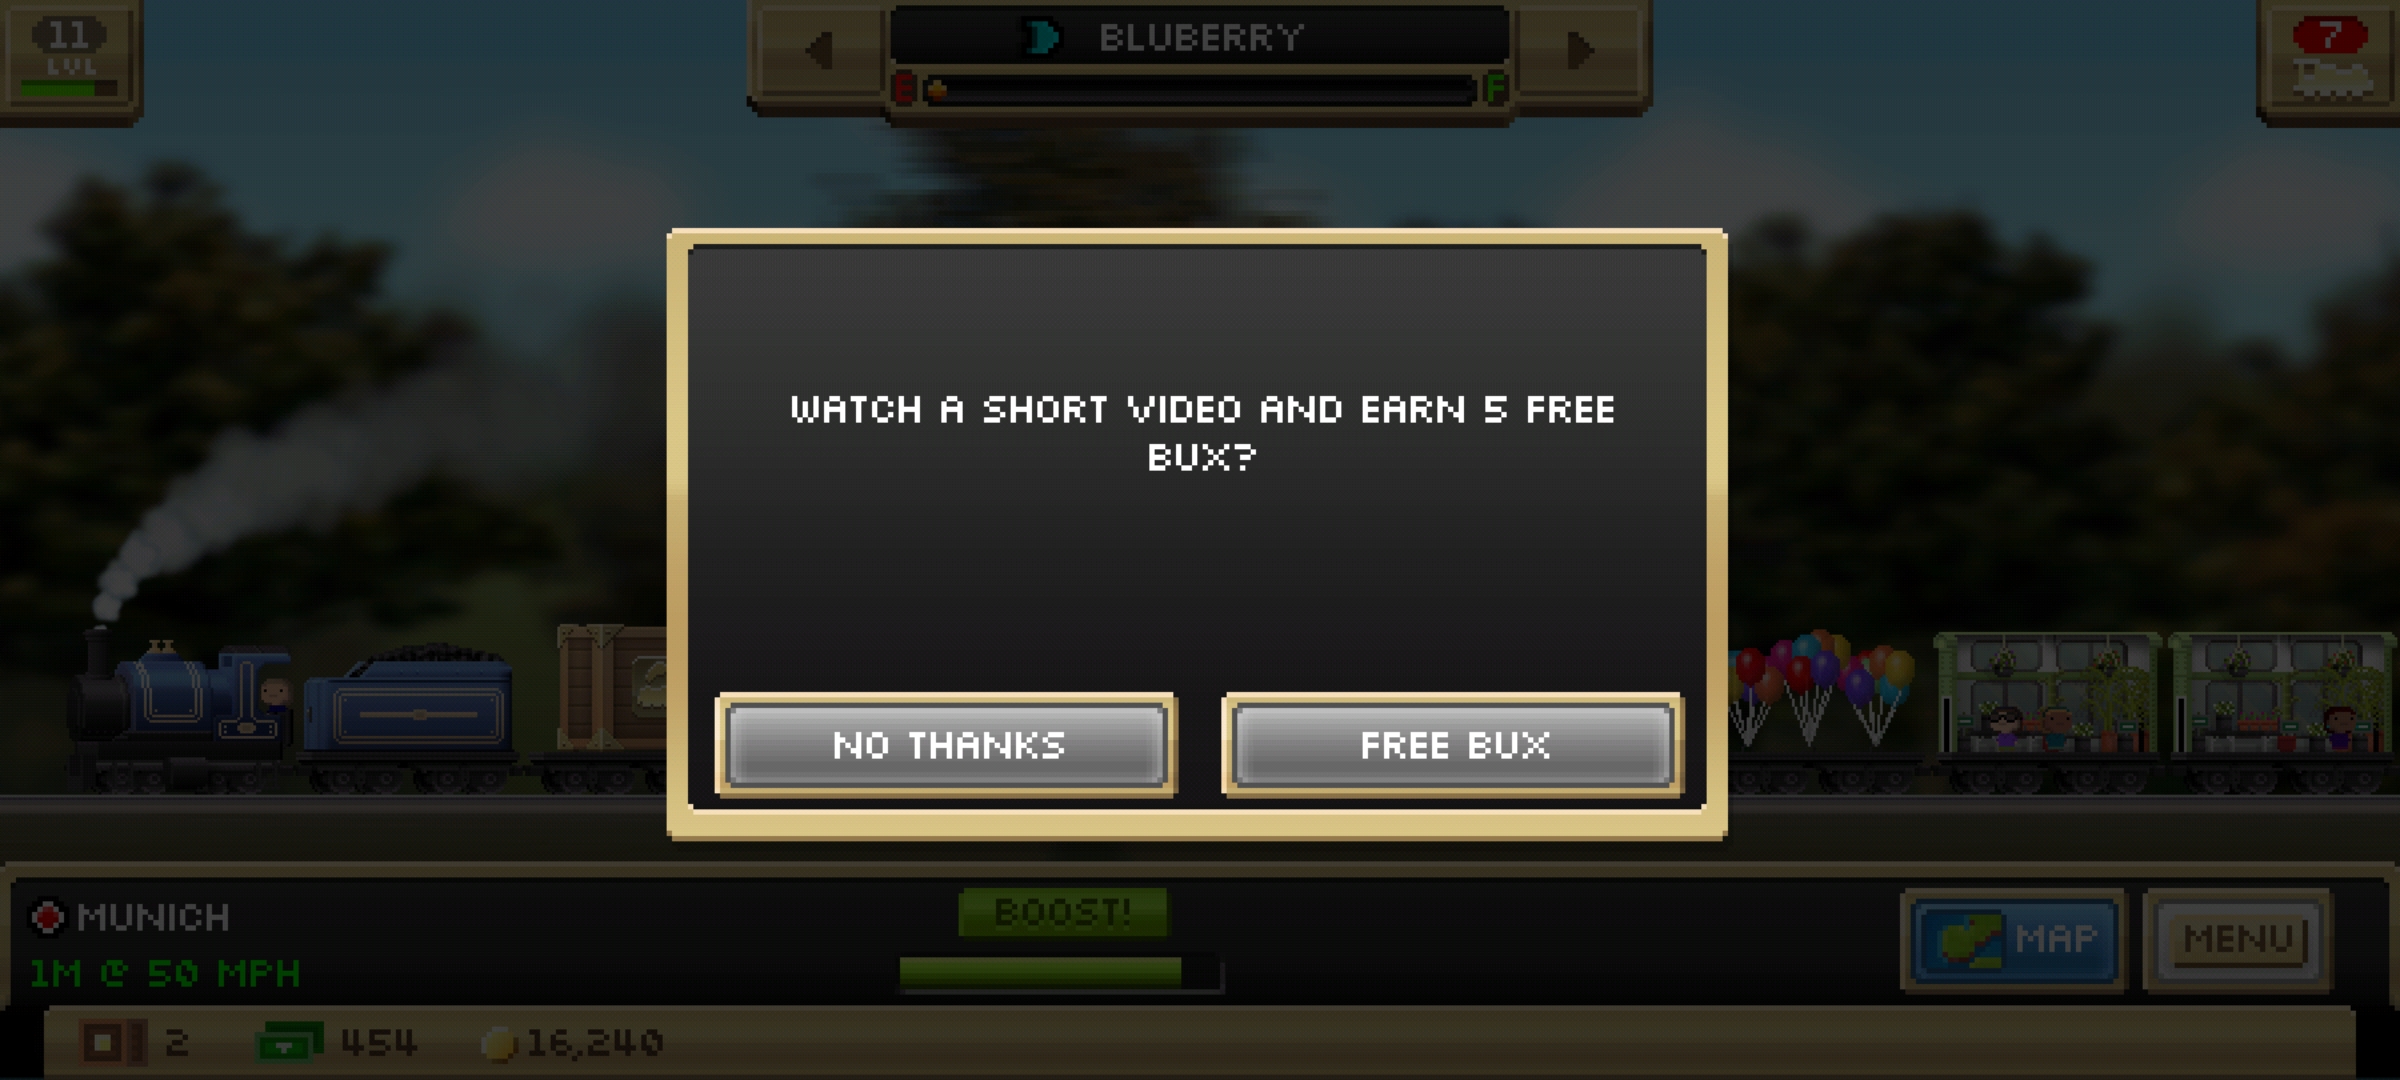 11
LVL
BLUBERRY
E F
7
WATCH A SHORT VIDEO AND EARN 5 FREE
BUX?
NO THANKS
FREE BUX
MUNICH
1M @ 50 MPH
BOOST!
MAP
MENU
2
454
16,240